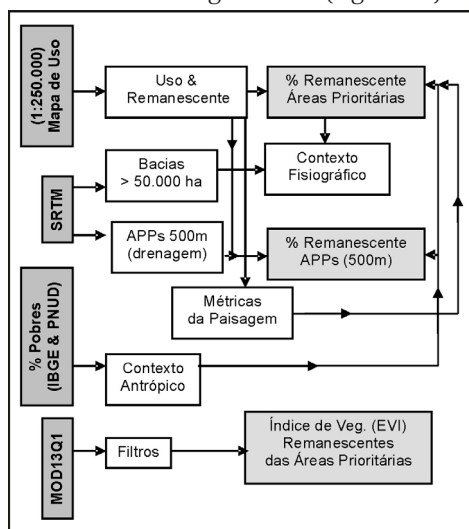 (1:250.000)
Mapa de Uso
Uso &
Remanescente
% Remanescente
Áreas Prioritárias
SRTM
Bacias
> 50.000 ha
Contexto
Fisiográfico
APPs 500m
(drenagem)
% Remanescente
APPs (500m)
Métricas
da Paisagem
% Pobres
(IBGE & PNUD)
Contexto
Antrópico
MOD13Q1
Filtros
Índice de Veg. (EVI)
Remanescentes
das Áreas Prioritárias